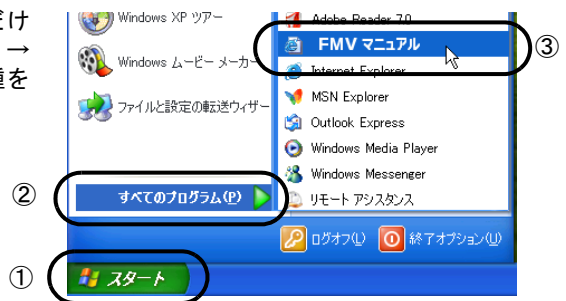 だけ
→
種を
Windows XP ツアー
Windows ムービー メーカー
ファイルと設定の転送ウィザー
② すべてのプログラム(P)
Adobe Reader 7.0
FMV マニュアル ③
Internet Explorer
MSN Explorer
Outlook Express
Windows Media Player
Windows Messenger
リモート アシスタンス
ログオフ(L) 終了オプション(U)
① スタート